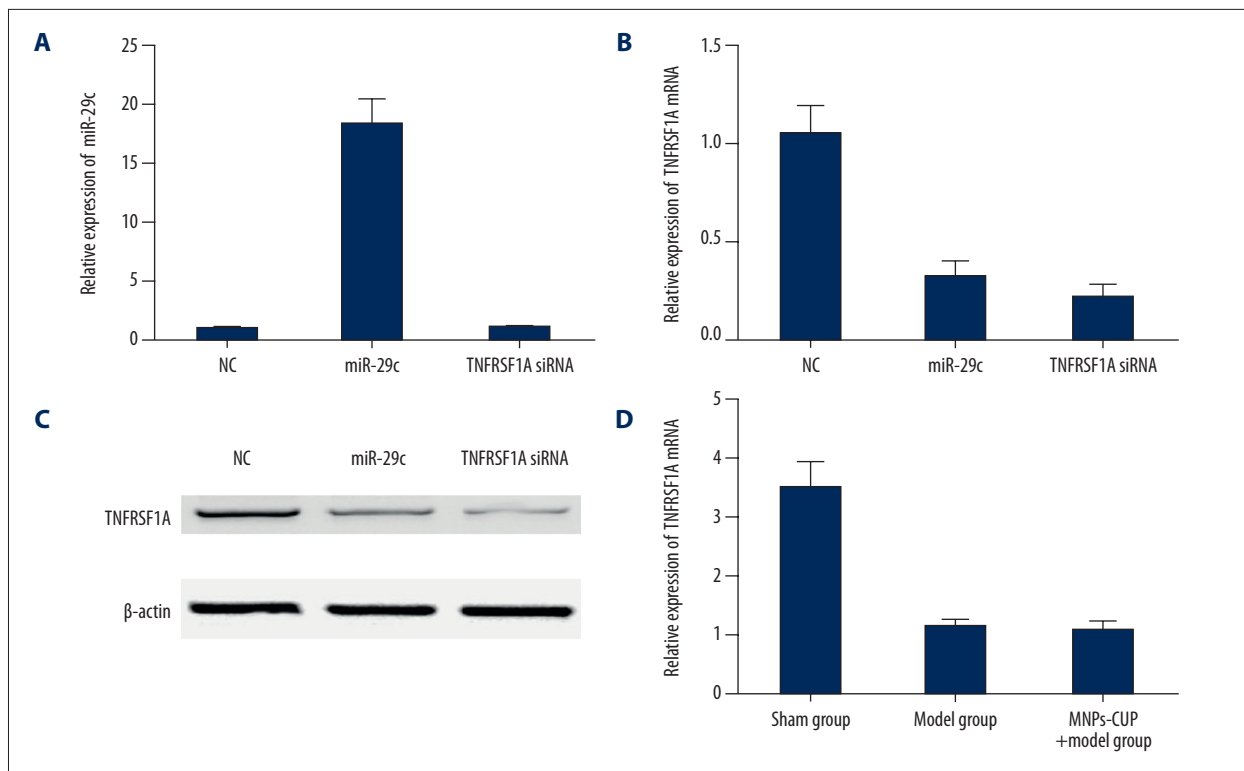 A
Relative expression of miR-29c
25
20
15
10
5
0
NC
miR-29c
TNFRSF1A siRNA
B
Relative expression of TNFRSF1A mRNA
1.5
1.0
0.5
0.0
NC
miR-29c
TNFRSF1A siRNA
C
NC
miR-29c
TNFRSF1A siRNA
TNFRSF1A
β-actin
D
Relative expression of TNFRSF1A mRNA
5
4
3
2
1
0
Sham group
Model group
MNPs-CUP
+model group